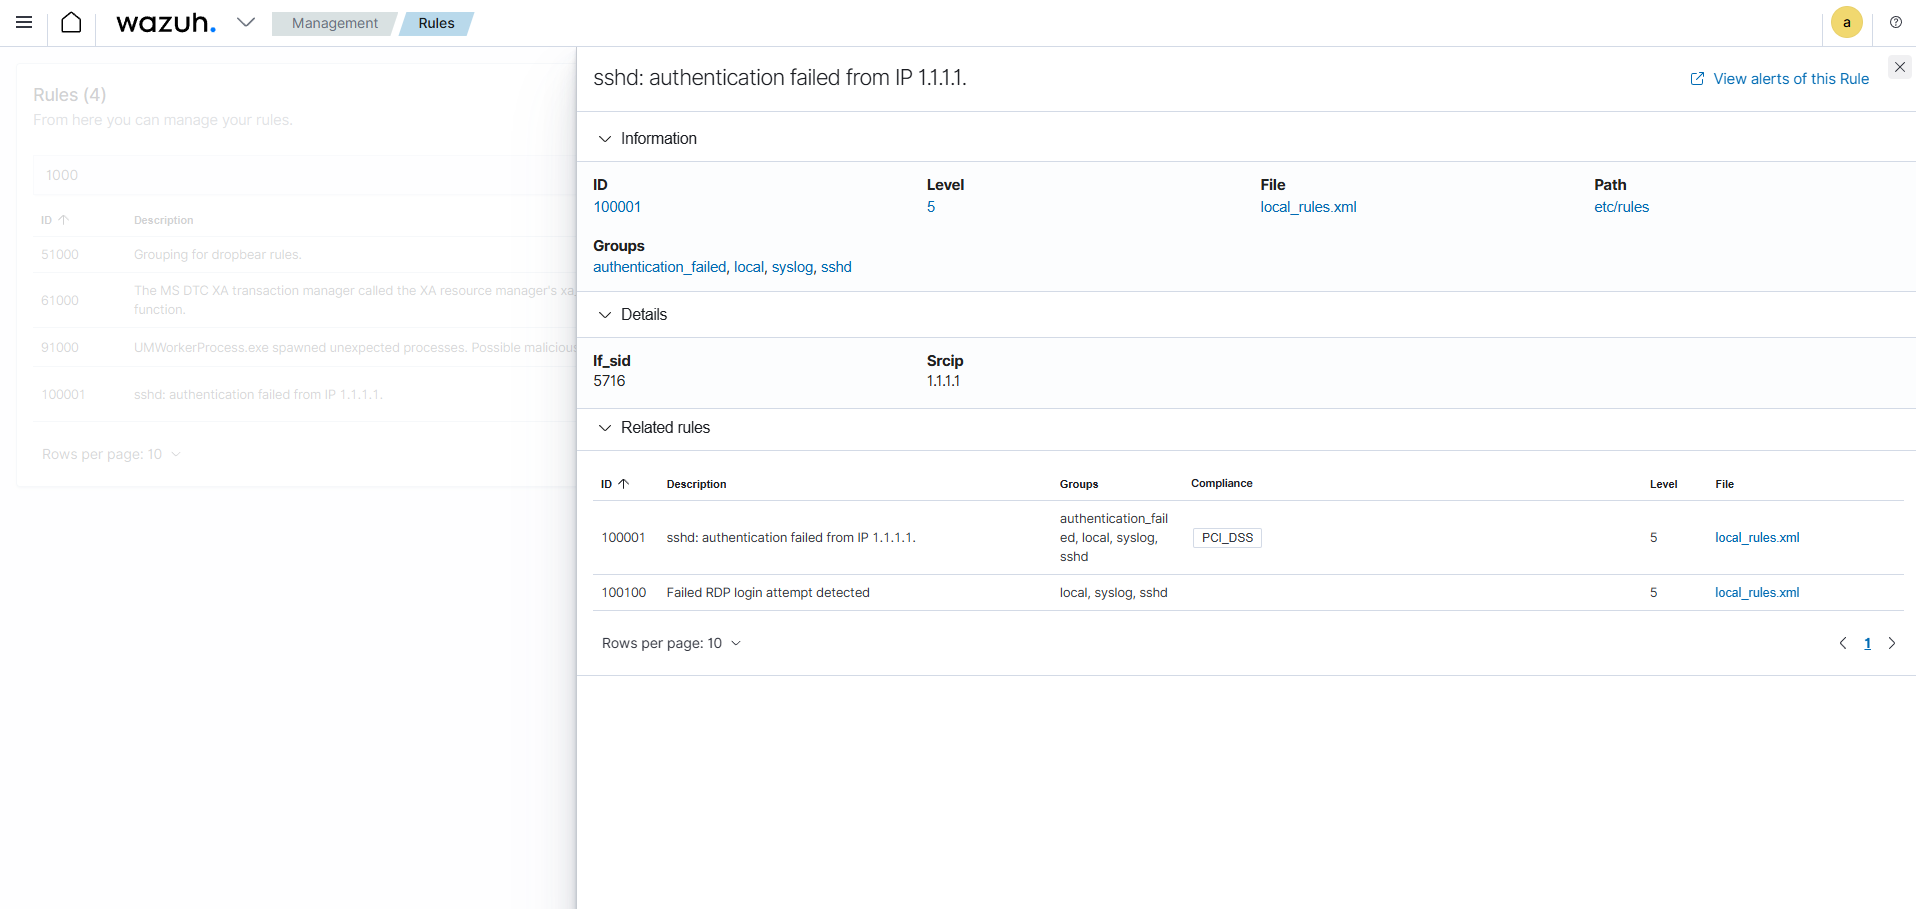 wazuh.
Management
Rules
a
Rules (4)
From here you can manage your rules.
1000
ID
Description
51000
Grouping for dropbear rules.
61000
The MS DTC XA transaction manager called the XA resource manager's xa_
function.
91000
UMWorkerProcess.exe spawned unexpected processes. Possible malicious
100001
sshd: authentication failed from IP 1.1.1.1.
Rows per page: 10
sshd: authentication failed from IP 1.1.1.1.
View alerts of this Rule
Information
ID
Level
File
Path
100001
5
local_rules.xml
etc/rules
Groups
authentication_failed, local, syslog, sshd
Details
If_sid
Srcip
5716
1.1.1.1
Related rules
ID
Description
Groups
Compliance
Level
File
100001
sshd: authentication failed from IP 1.1.1.1.
authentication_fail
ed, local, syslog,
sshd
PCI_DSS
5
local_rules.xml
100100
Failed RDP login attempt detected
local, syslog, sshd
5
local_rules.xml
Rows per page: 10
1